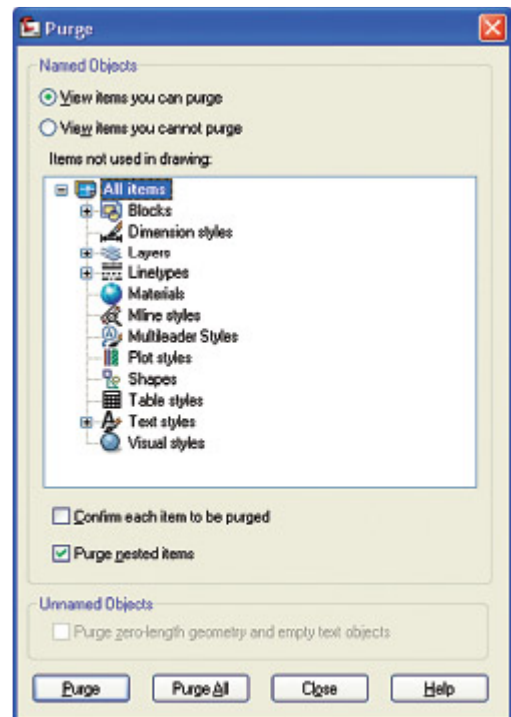 Purge
Named Objects
View items you can purge
View items you cannot purge
Items not used in drawing:
All items
Blocks
Dimension styles
Layers
Linetypes
Materials
Mline styles
Multileader Styles
Plot styles
Shapes
Table styles
Text styles
Visual styles
Confirm each item to be purged
Purge nested items
Unnamed Objects
Purge zero-length geometry and empty text objects
Purge Purge All Close Help